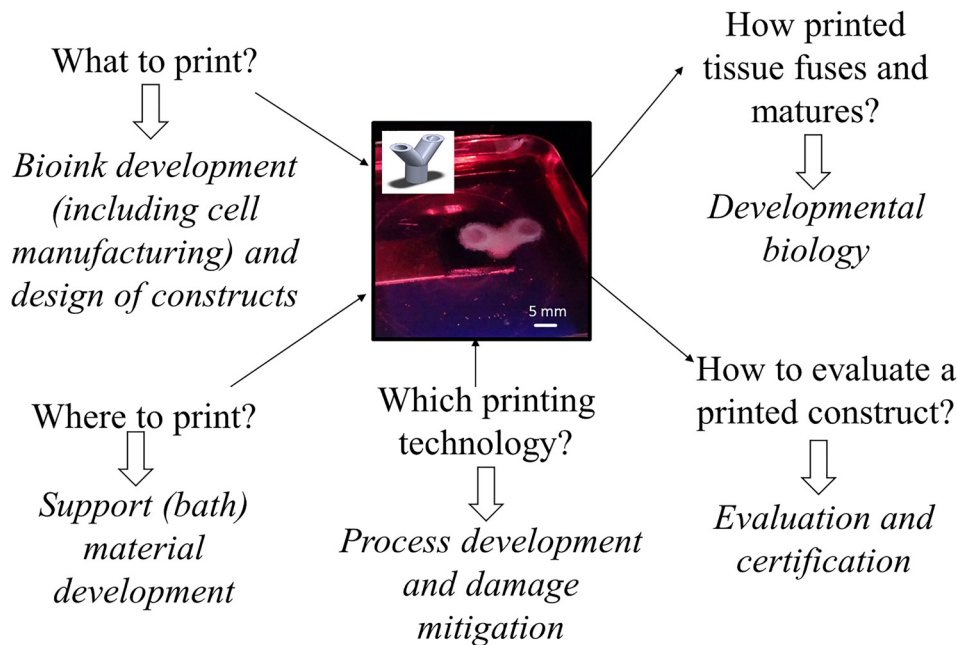 What to print?
Bioink development
(including cell
manufacturing) and
design of constructs
Where to print?
Support (bath)
material
development
5 mm
Which printing
technology?
Process development
and damage
mitigation
How printed
tissue fuses and
matures?
Developmental
biology
How to evaluate a
printed construct?
Evaluation and
certification